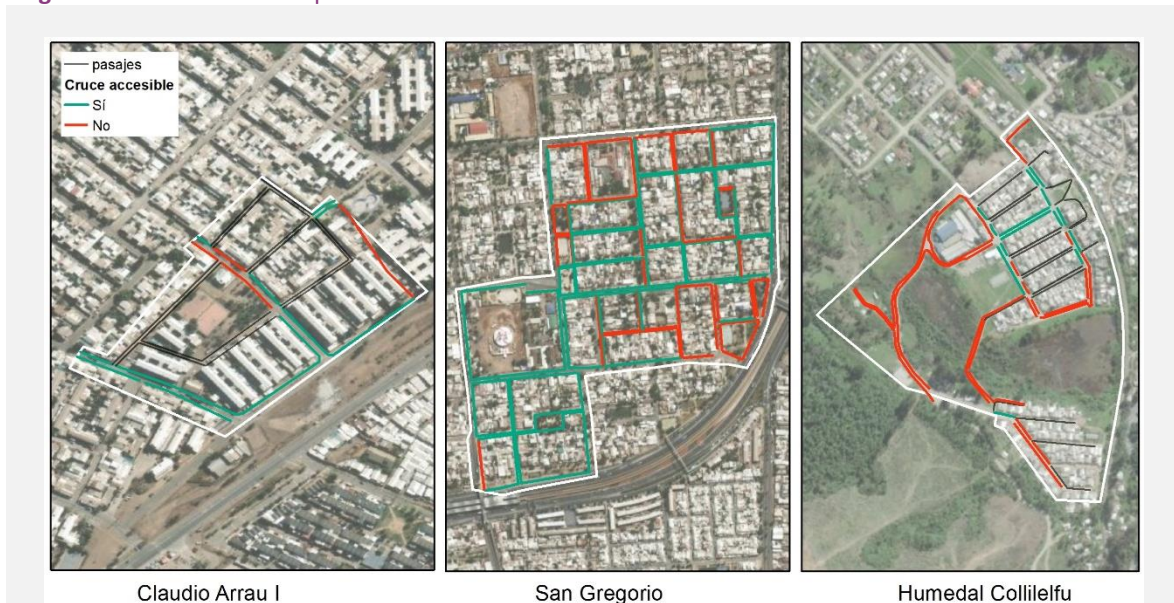 pasajes
Cruce accesible
Sí
No
Claudio Arrau I
San Gregorio
Humedal Collilelfu